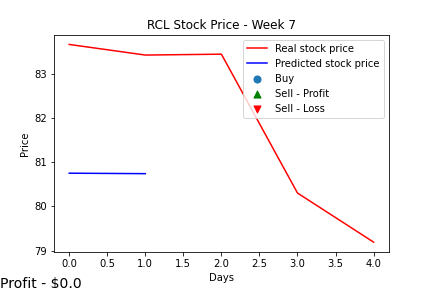 RCL Stock Price - Week 7
Real stock price
Predicted stock price
Buy
Sell - Profit
Sell - Loss
Price
83
82
81
80
79
0.0 0.5 1.0 1.5 2.0 2.5 3.0 3.5 4.0
Days
Profit - $0.0